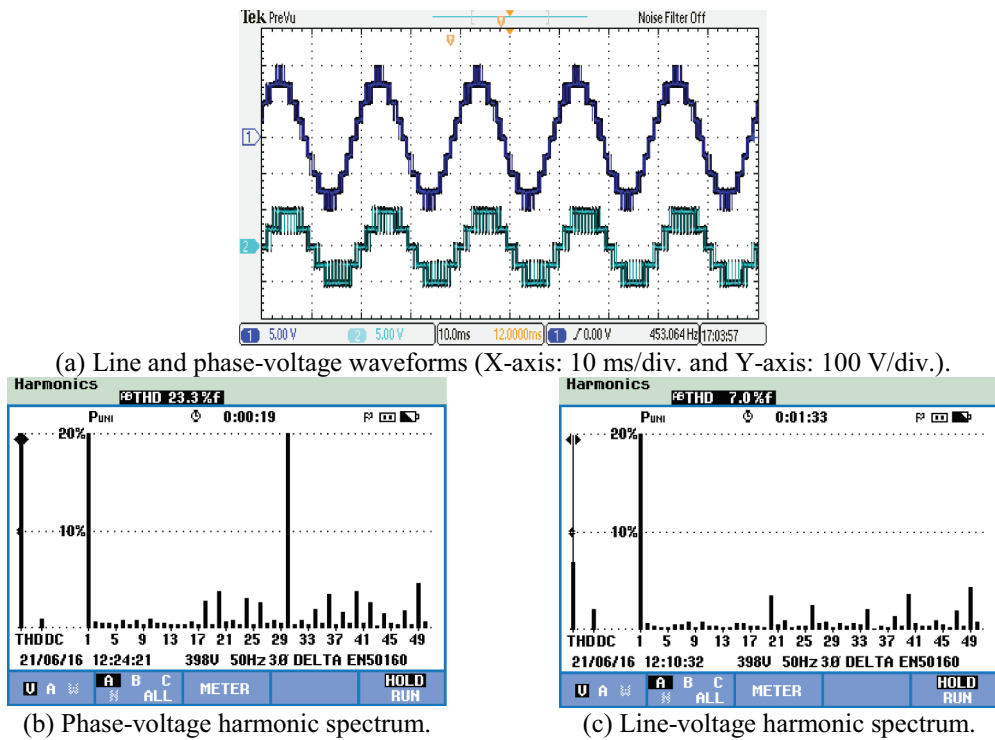 Tek PreVu Noise Filter Off
1
2
1 5.00 V 2 5.00 V 10.0ms 12.0000ms 1 0.00 V 453.064 Hz 17:03:57
(a) Line and phase-voltage waveforms (X-axis: 10 ms/div. and Y-axis: 100 V/div.).
Harmonics
THD 23.3%f
PUNI 0:00:19
20%
10%
THD DC 1 5 9 13 17 21 25 29 33 37 41 45 49
21/06/16 12:24:21 398V 50Hz 3Ø DELTA EN50160
V A W A B C N ALL METER HOLD RUN
(b) Phase-voltage harmonic spectrum.
Harmonics
THD 7.0%f
PUNI 0:01:33
20%
10%
THD DC 1 5 9 13 17 21 25 29 33 37 41 45 49
21/06/16 12:10:32 398V 50Hz 3Ø DELTA EN50160
V A W A B C N ALL METER HOLD RUN
(c) Line-voltage harmonic spectrum.